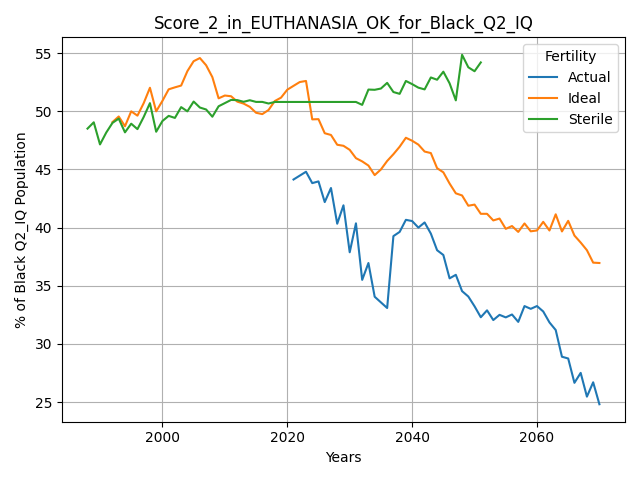 Score_2_in_EUTHANASIA_OK_for_Black_Q2_IQ
Fertility
Actual
Ideal
Sterile
% of Black Q2_IQ Population
55
50
45
40
35
30
25
2000
2020
2040
2060
Years